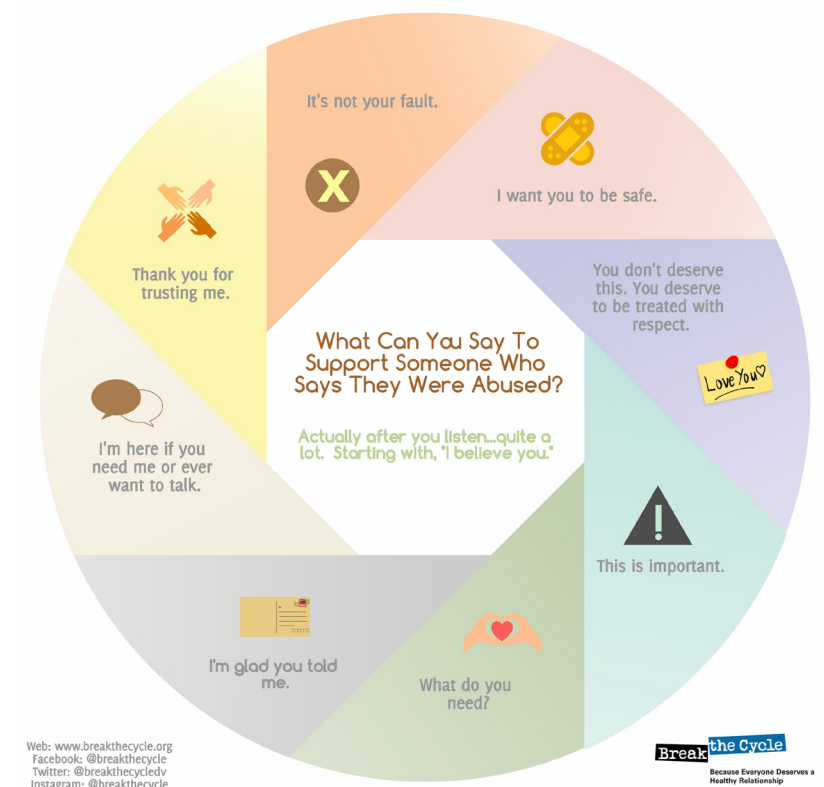 It's not your fault.
X
I want you to be safe.
You don't deserve
this. You deserve
to be treated with
respect.
Love You
This is important.
What do you
need?
I'm glad you told
me.
I'm here if you
need me or ever
want to talk.
Thank you for
trusting me.
What Can You Say To
Support Someone Who
Says They Were Abused?
Actually after you listen...quite a
lot. Starting with, "I believe you."
Web: www.breakthecycle.org
Facebook: @breakthecycle
Twitter: @breakthecycledv
Instagram: @breakthecycle
Break the Cycle
Because Everyone Deserves a
Healthy Relationship